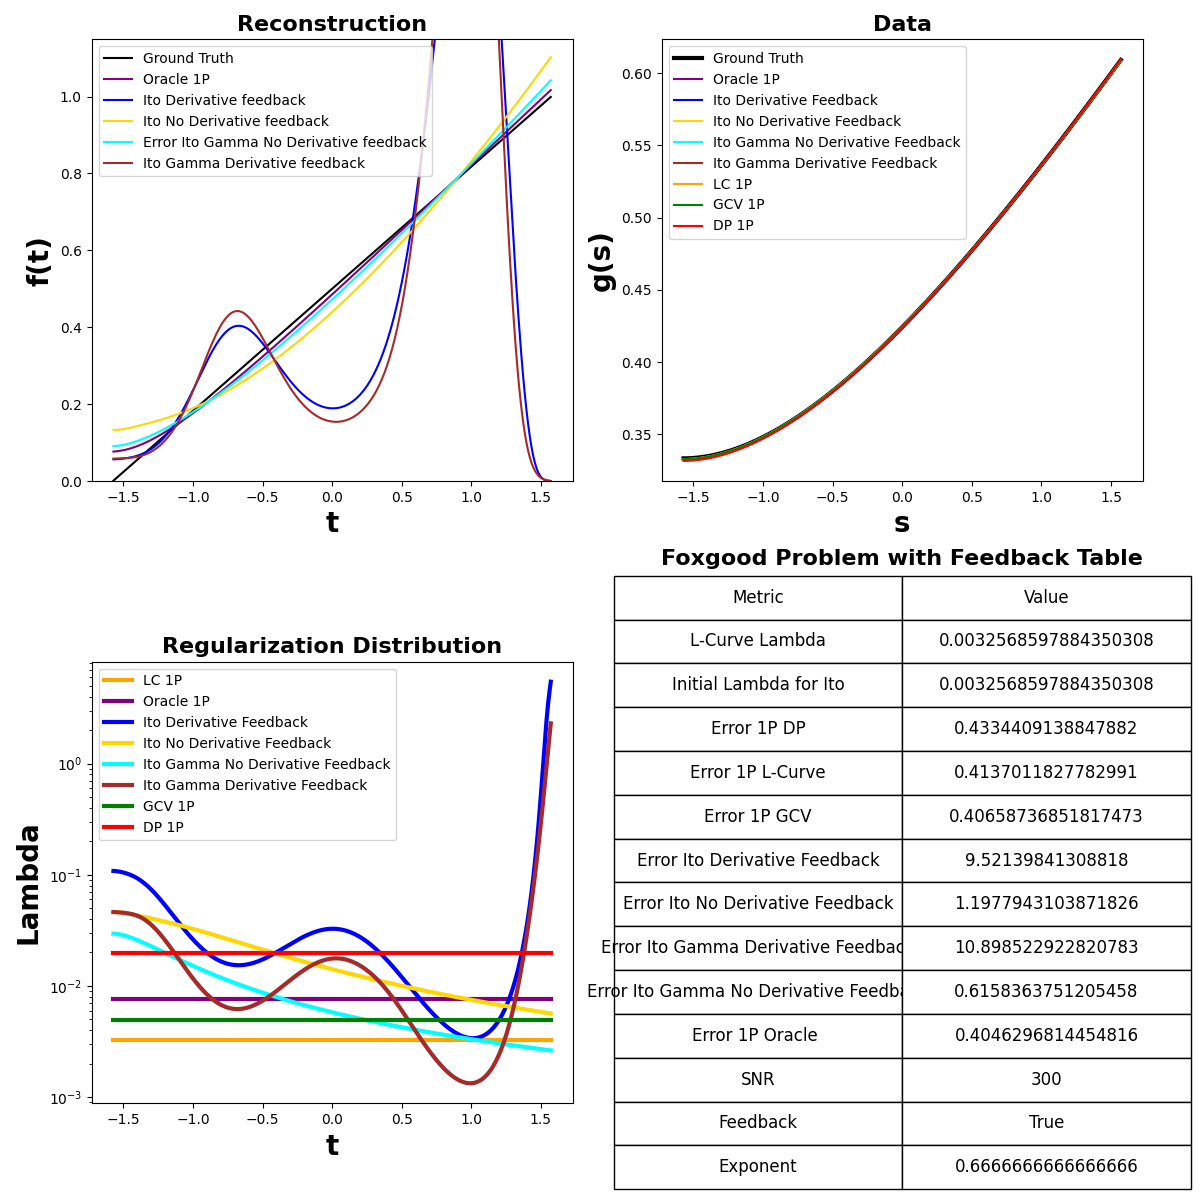 Reconstruction
Ground Truth
Oracle 1P
Ito Derivative feedback
Ito No Derivative feedback
Error Ito Gamma No Derivative feedback
Ito Gamma Derivative feedback
1.0
0.8
0.6
0.4
0.2
0.0
f(t)
−1.5 −1.0 −0.5 0.0 0.5 1.0 1.5
t
Data
Ground Truth
Oracle 1P
Ito Derivative Feedback
Ito No Derivative Feedback
Ito Gamma No Derivative Feedback
Ito Gamma Derivative Feedback
LC 1P
GCV 1P
DP 1P
0.60
0.55
0.50
0.45
0.40
0.35
g(s)
−1.5 −1.0 −0.5 0.0 0.5 1.0 1.5
s
Regularization Distribution
LC 1P
Oracle 1P
Ito Derivative Feedback
Ito No Derivative Feedback
Ito Gamma No Derivative Feedback
Ito Gamma Derivative Feedback
GCV 1P
DP 1P
10⁰
10⁻¹
10⁻²
10⁻³
Lambda
−1.5 −1.0 −0.5 0.0 0.5 1.0 1.5
t
Foxgood Problem with Feedback Table
Metric Value
L-Curve Lambda 0.0032568597884350308
Initial Lambda for Ito 0.0032568597884350308
Error 1P DP 0.4334409138847882
Error 1P L-Curve 0.4137011827782991
Error 1P GCV 0.40658736851817473
Error Ito Derivative Feedback 9.52139841308818
Error Ito No Derivative Feedback 1.1977943103871826
Error Ito Gamma Derivative Feedbac 10.898522922820783
Error Ito Gamma No Derivative Feedba 0.6158363751205458
Error 1P Oracle 0.4046296814454816
SNR 300
Feedback True
Exponent 0.6666666666666666